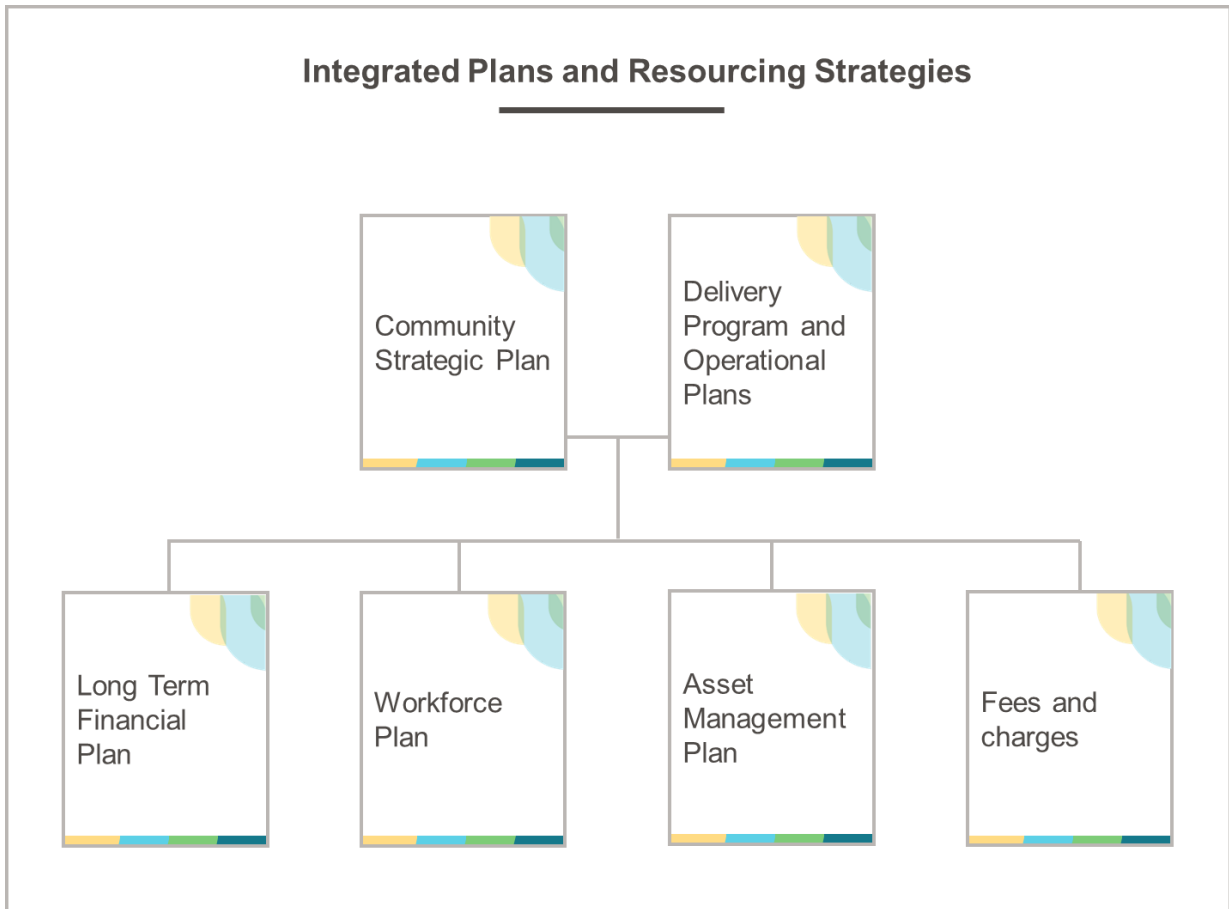 Integrated Plans and Resourcing Strategies
Community
Strategic Plan
Delivery
Program and
Operational
Plans
Long Term
Financial
Plan
Workforce
Plan
Asset
Management
Plan
Fees and
charges